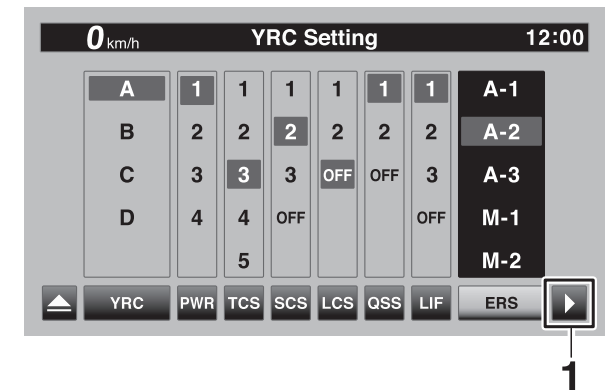 0 km/h YRC Setting 12:00
A 1 1 1 1 1 1 A-1
B 2 2 2 2 2 2 A-2
C 3 3 3 OFF OFF 3 A-3
D 4 4 OFF OFF M-1
5 M-2
YRC PWR TCS SCS LCS QSS LIF ERS
1